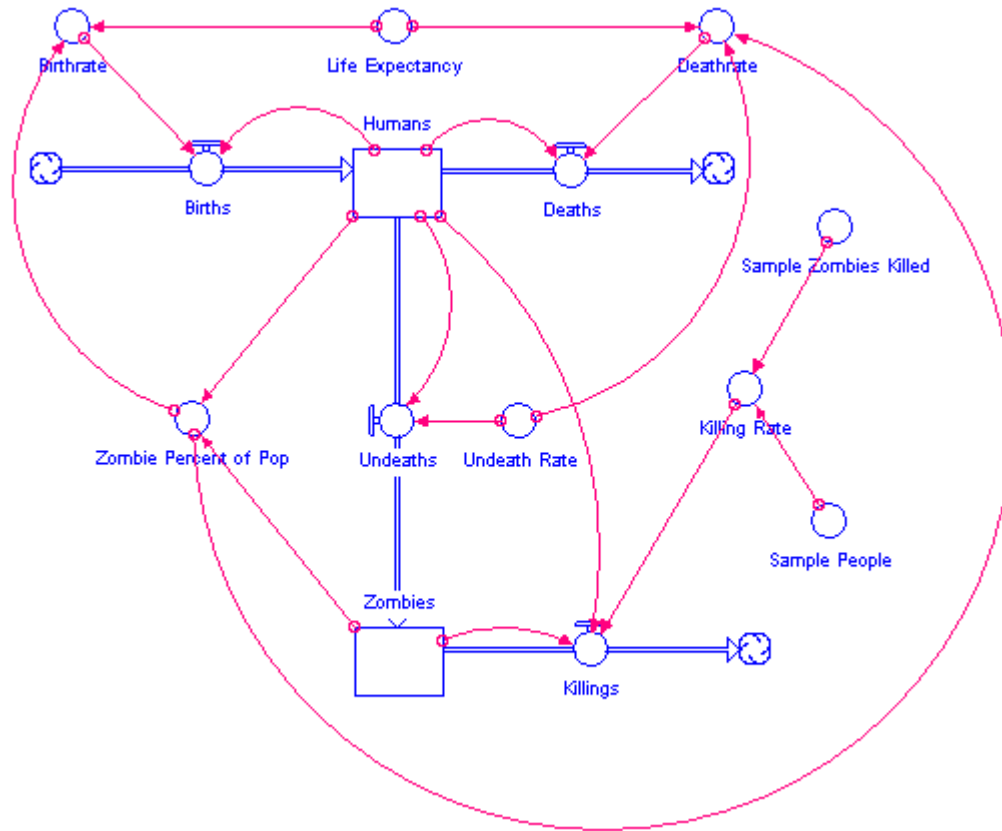 Birthrate
Life Expectancy
Deathrate
Humans
Births
Deaths
Sample Zombies Killed
Killing Rate
Zombie Percent of Pop
Undeaths
Undeath Rate
Sample People
Zombies
Killings